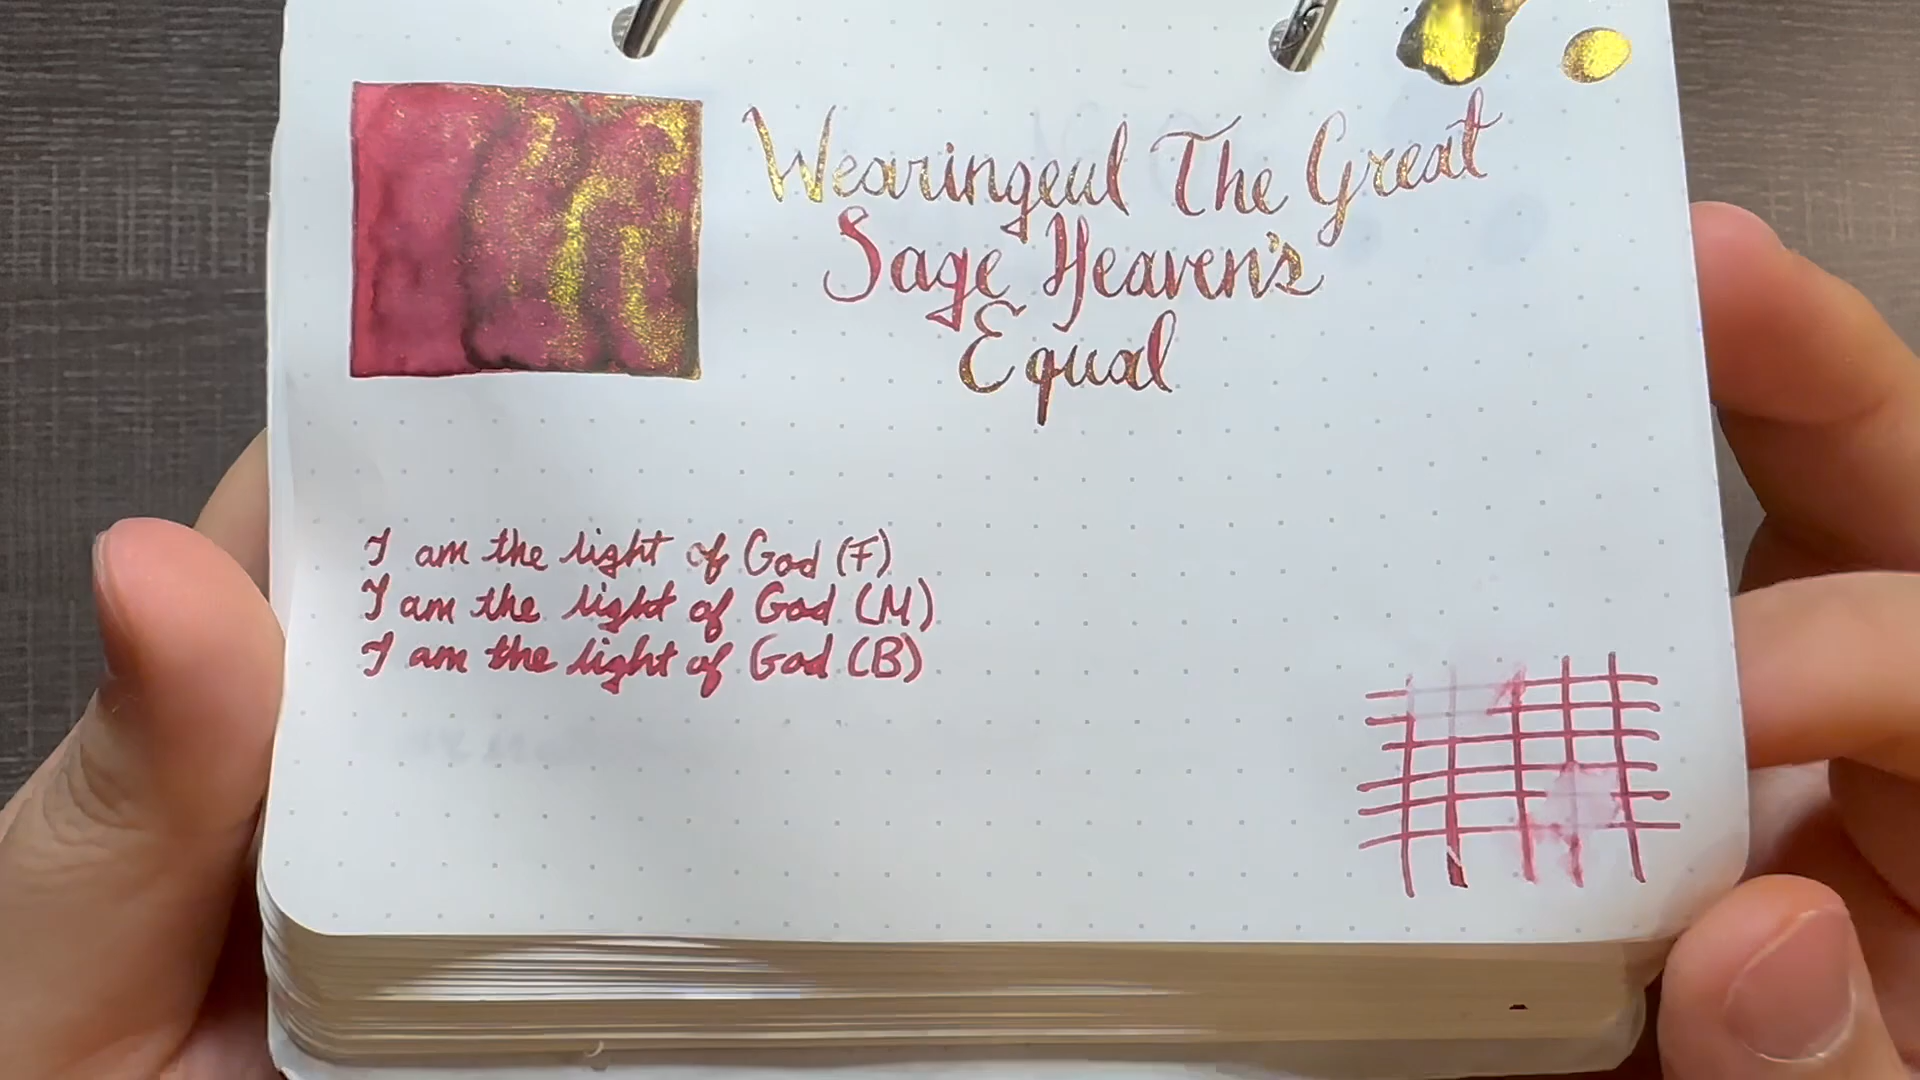 Wearingeul The Great
Sage Heaven's
Equal
I am the light of God (F)
I am the light of God (M)
I am the light of God (B)